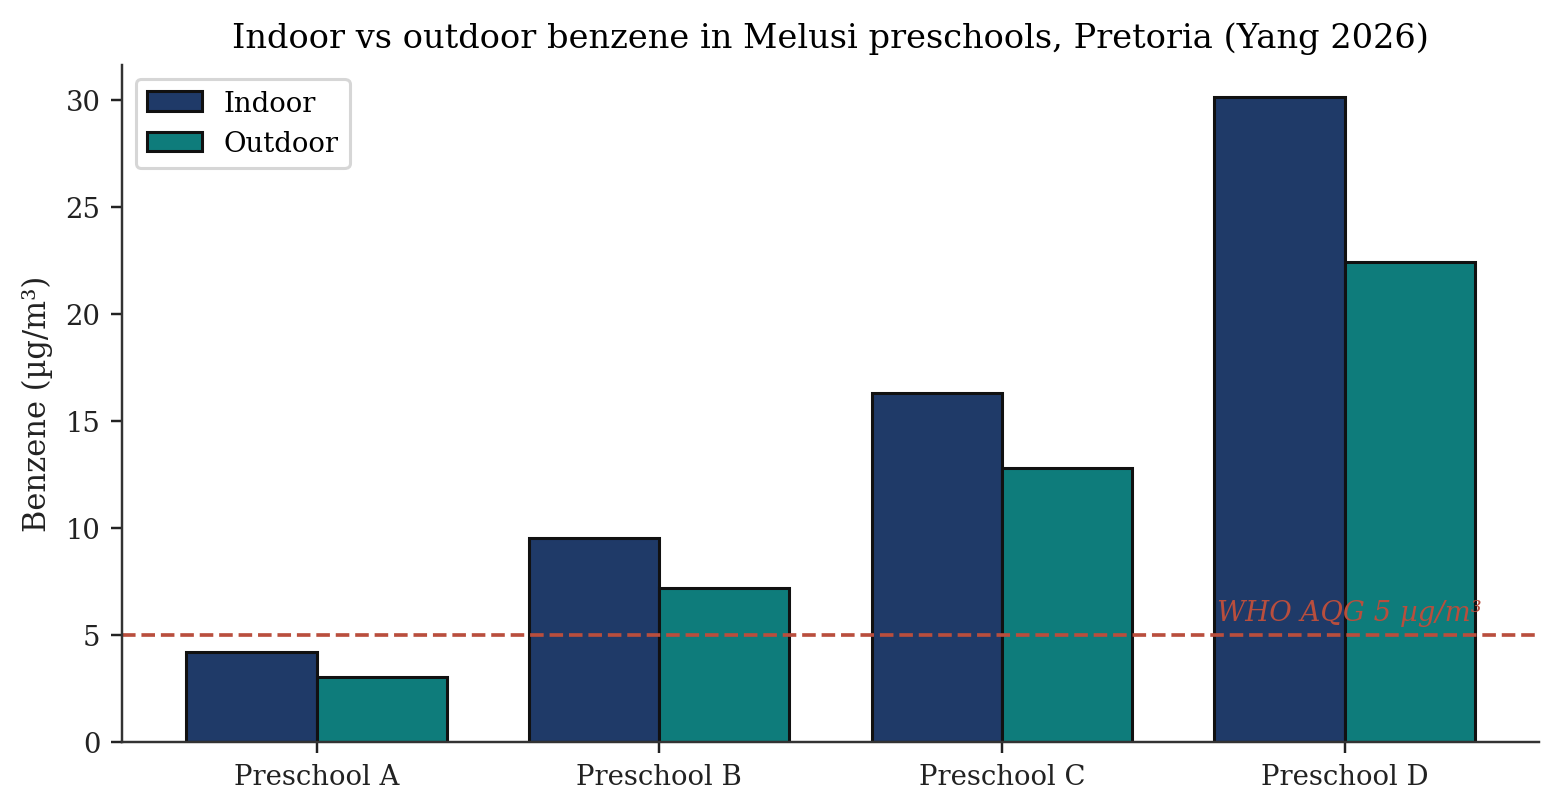 Indoor vs outdoor benzene in Melusi preschools, Pretoria (Yang 2026)
Indoor
Outdoor
Benzene (µg/m³)
30
25
20
15
10
5
0
WHO AQG 5 µg/m³
Preschool A
Preschool B
Preschool C
Preschool D